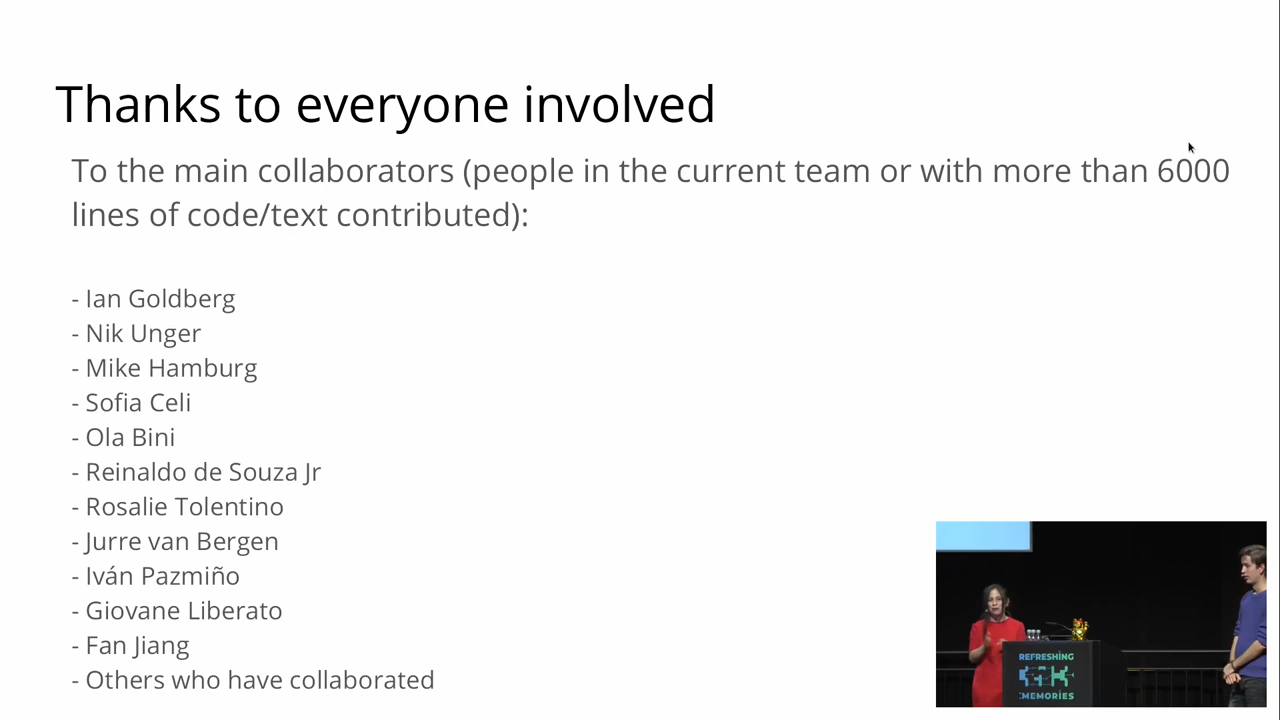 Thanks to everyone involved
To the main collaborators (people in the current team or with more than 6000
lines of code/text contributed):
- Ian Goldberg
- Nik Unger
- Mike Hamburg
- Sofia Celi
- Ola Bini
- Reinaldo de Souza Jr
- Rosalie Tolentino
- Jurre van Bergen
- Iván Pazmiño
- Giovane Liberato
- Fan Jiang
- Others who have collaborated
REFRESHING
MEMORIES